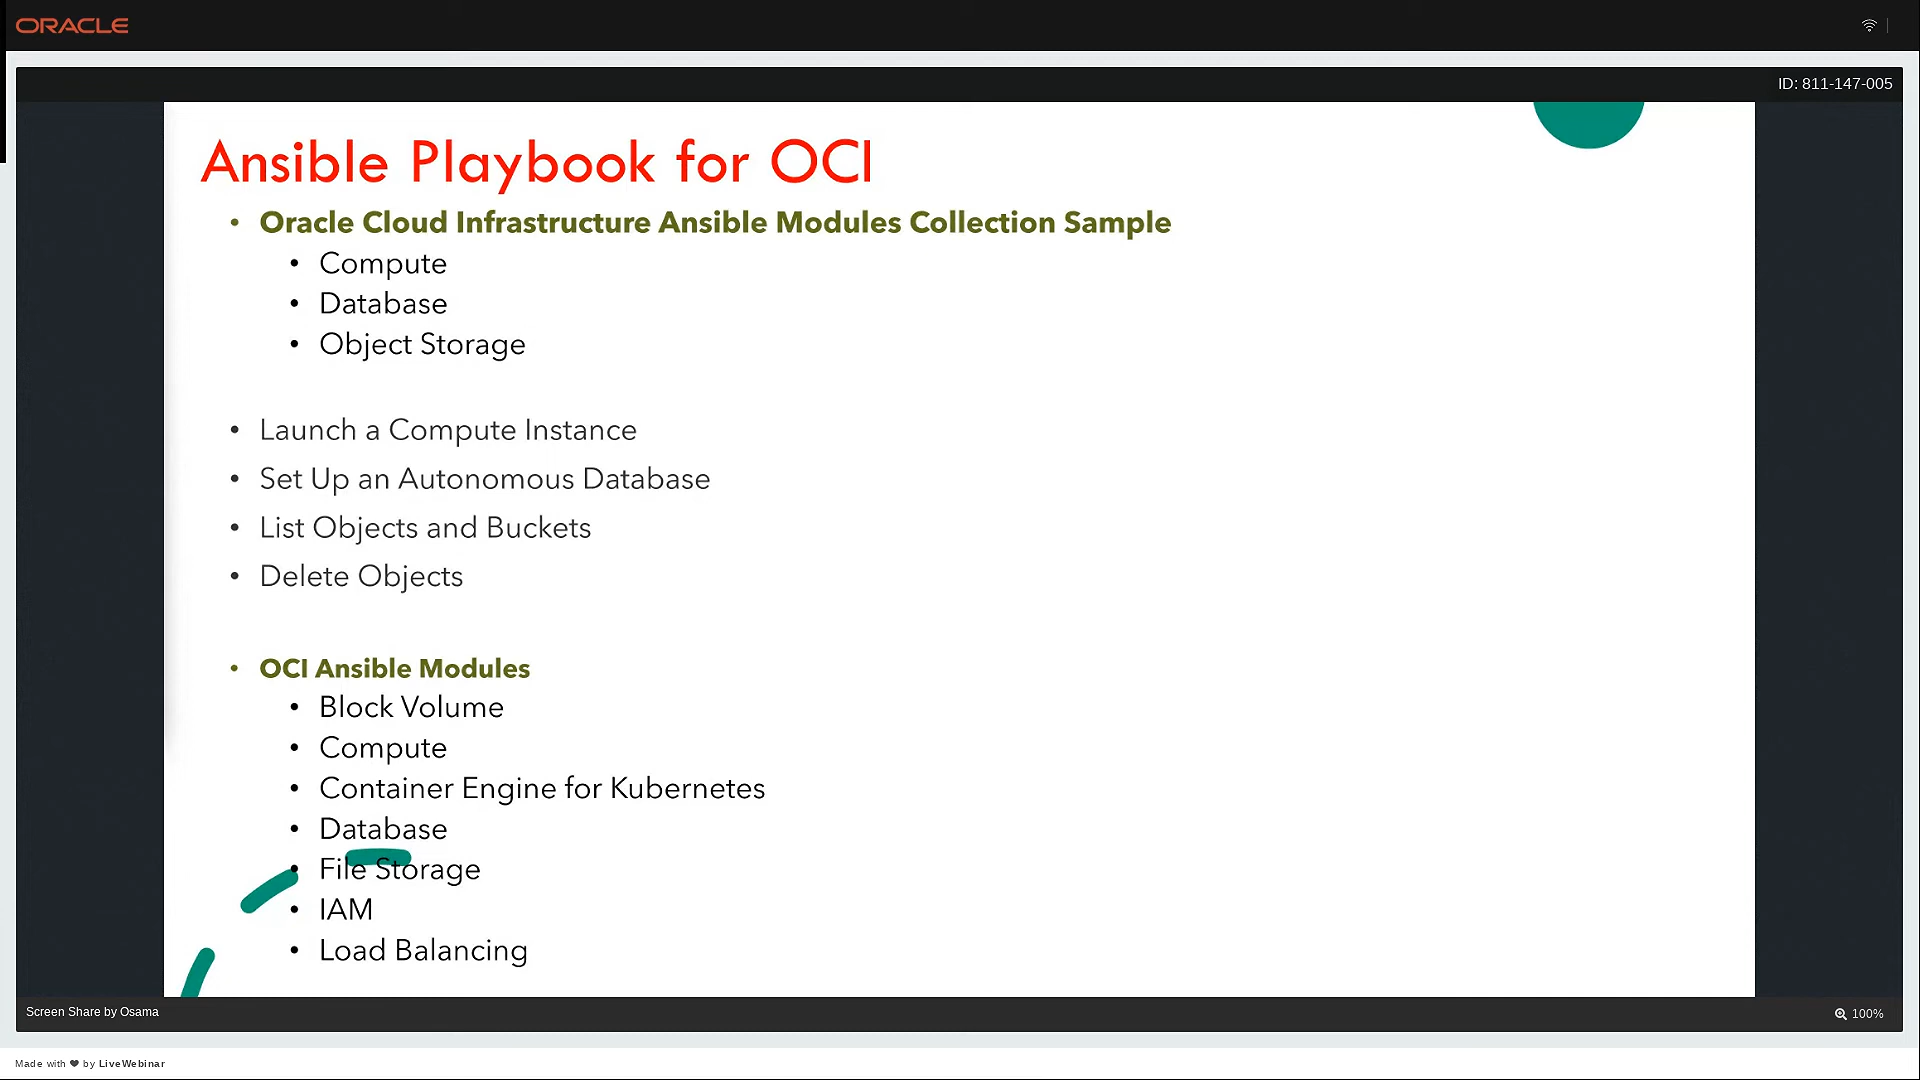 ORACLE
ID: 811-147-005
Ansible Playbook for OCI
• Oracle Cloud Infrastructure Ansible Modules Collection Sample
• Compute
• Database
• Object Storage
• Launch a Compute Instance
• Set Up an Autonomous Database
• List Objects and Buckets
• Delete Objects
• OCI Ansible Modules
• Block Volume
• Compute
• Container Engine for Kubernetes
• Database
• File Storage
• IAM
• Load Balancing
Screen Share by Osama
100%
Made with ❤ by LiveWebinar